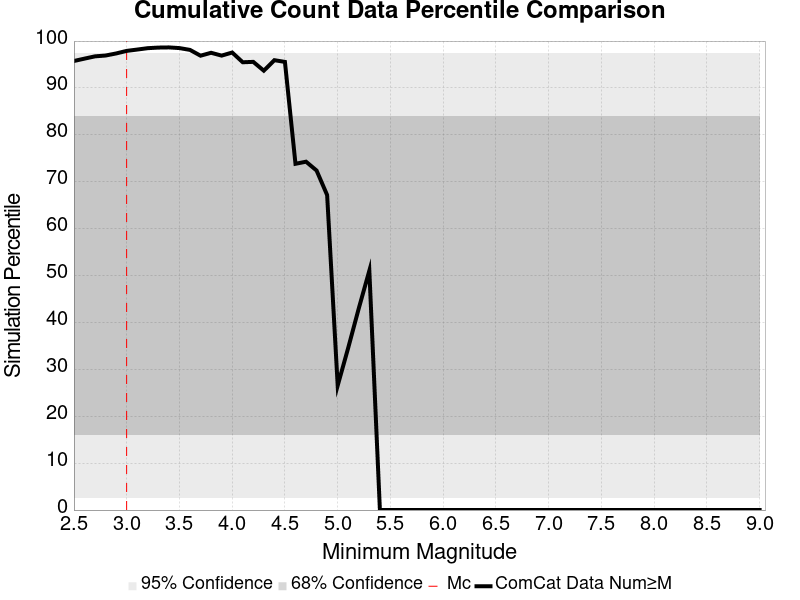 Cumulative Count Data Percentile Comparison
100
90
80
70
60
50
40
30
20
10
0
Simulation Percentile
2.5 3.0 3.5 4.0 4.5 5.0 5.5 6.0 6.5 7.0 7.5 8.0 8.5 9.0
Minimum Magnitude
95% Confidence 68% Confidence Mc ComCat Data Num≥M